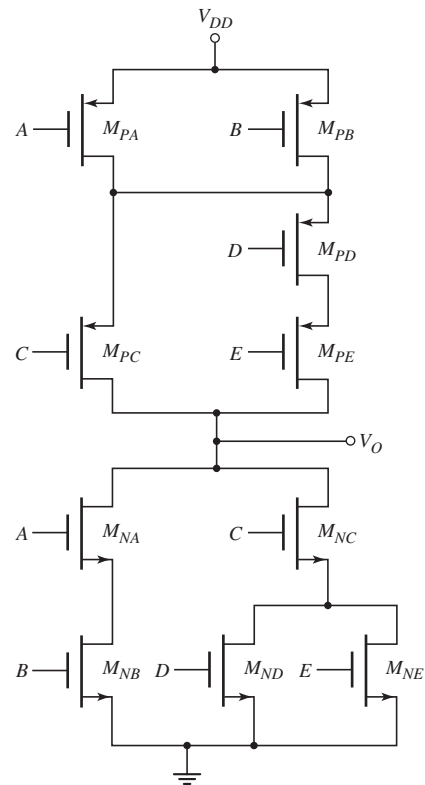 V_DD
A M_PA B M_PB
D M_PD
C M_PC E M_PE
V_O
A M_NA C M_NC
B M_NB D M_ND E M_NE